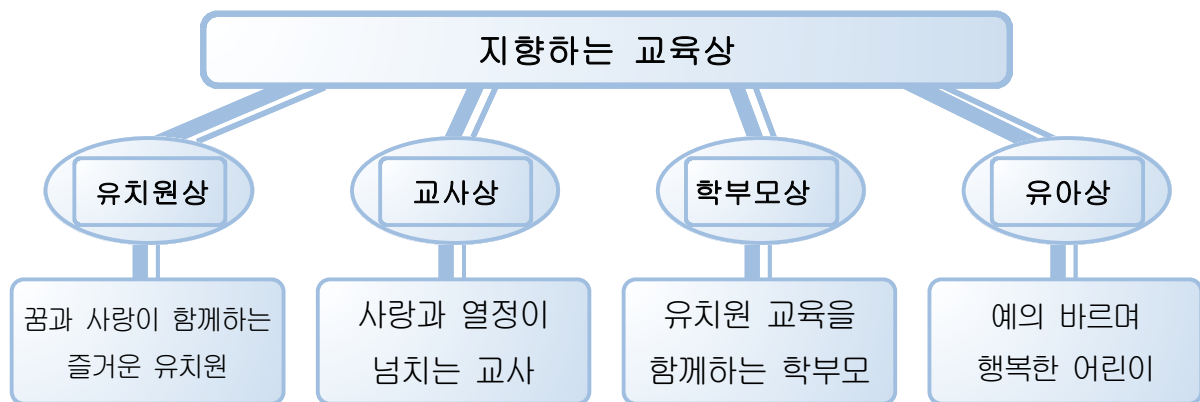 지향하는 교육상
유치원상
교사상
학부모상
유아상
꿈과 사랑이 함께하는
즐거운 유치원
사랑과 열정이
넘치는 교사
유치원 교육을
함께하는 학부모
예의 바르며
행복한 어린이